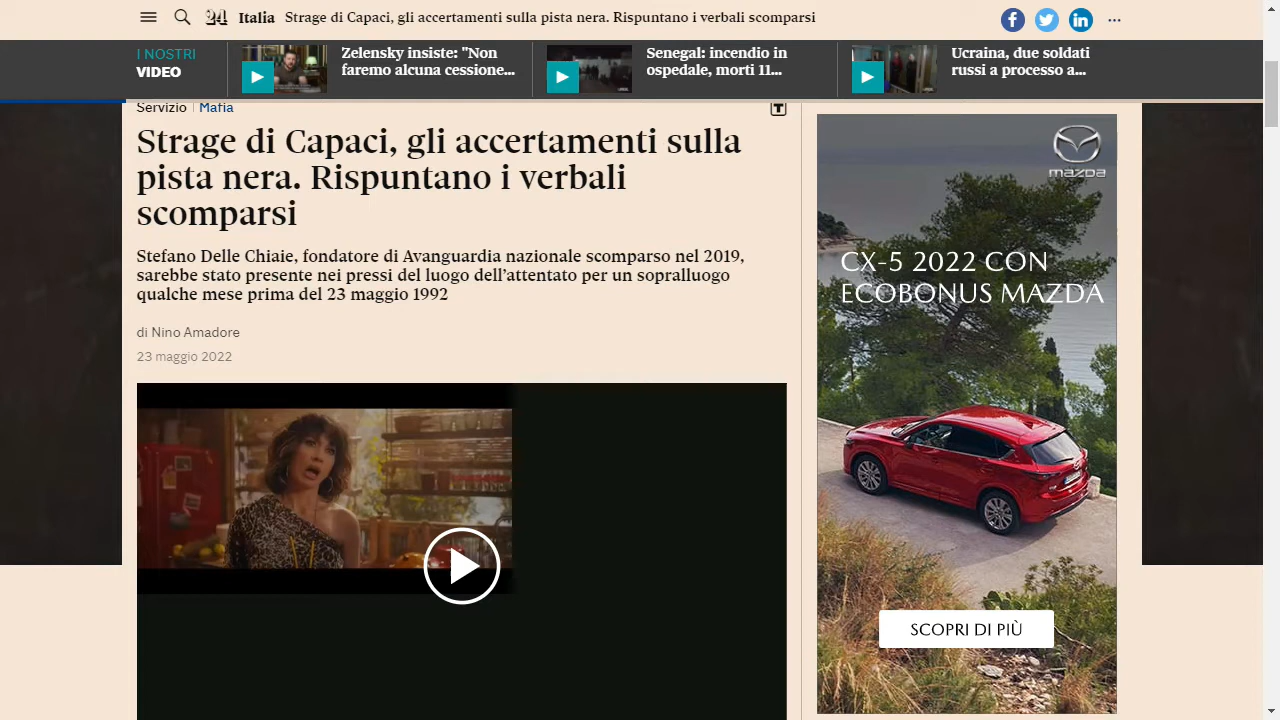 24 Italia Strage di Capaci, gli accertamenti sulla pista nera. Rispuntano i verbali scomparsi
I NOSTRI
VIDEO
Zelensky insiste: "Non
faremo alcuna cessione...
Senegal: incendio in
ospedale, morti 11...
Ucraina, due soldati
russi a processo a...
Servizio | Mafia
Strage di Capaci, gli accertamenti sulla
pista nera. Rispuntano i verbali
scomparsi
Stefano Delle Chiaie, fondatore di Avanguardia nazionale scomparso nel 2019,
sarebbe stato presente nei pressi del luogo dell'attentato per un sopralluogo
qualche mese prima del 23 maggio 1992
di Nino Amadore
23 maggio 2022
mazda
CX-5 2022 CON
ECOBONUS MAZDA
SCOPRI DI PIÙ